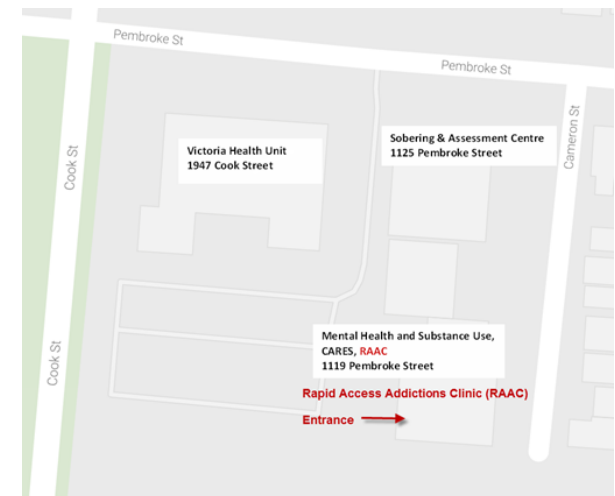 Pembroke St
Pembroke St
Cameron St
Sobering & Assessment Centre
1125 Pembroke Street
Victoria Health Unit
1947 Cook Street
Cook St
Mental Health and Substance Use,
CARES, RAAC
1119 Pembroke Street
Cook St
Rapid Access Addictions Clinic (RAAC)
Entrance